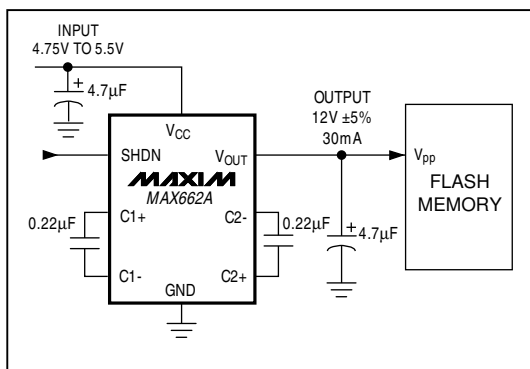 INPUT
4.75V TO 5.5V
+
4.7µF
VCC
OUTPUT
12V ±5%
30mA
SHDN
VOUT
Vpp
MAXIM
MAX662A
FLASH
MEMORY
0.22µF
C1+
C2-
0.22µF
+
4.7µF
C1-
C2+
GND